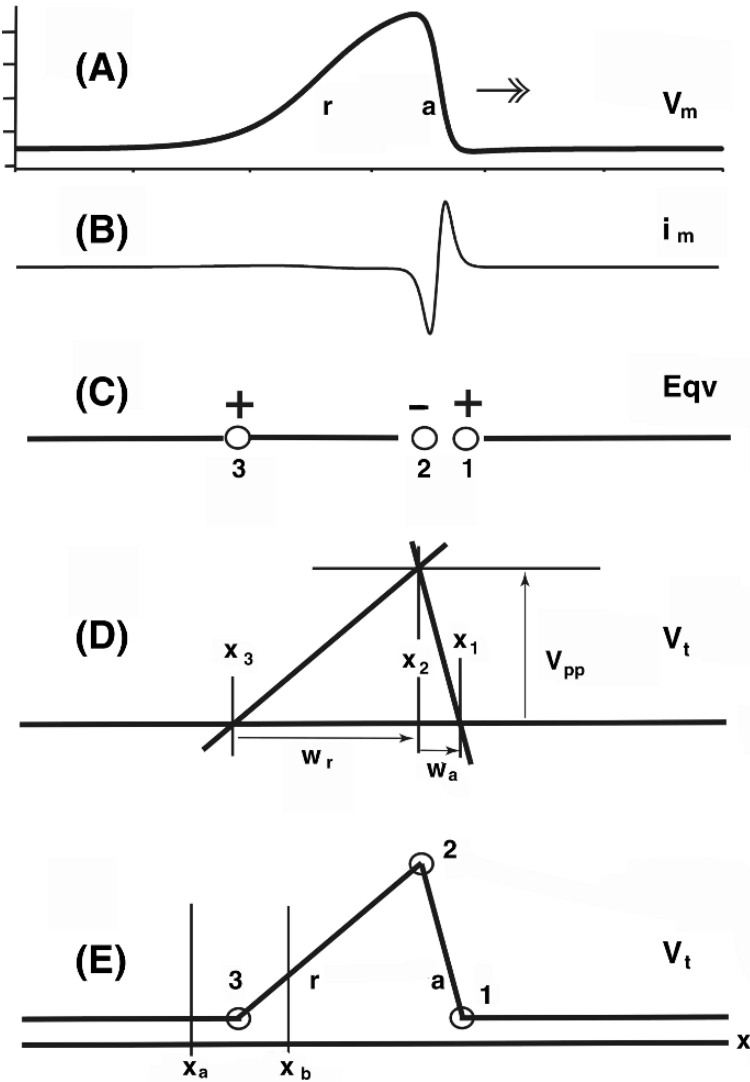 (A)
r
a
Vm
(B)
im
(C)
Eqv
+
-
+
3
2
1
(D)
x3
x2
x1
Vpp
Vt
wr
wa
(E)
3
r
2
a
1
Vt
x
xa
xb